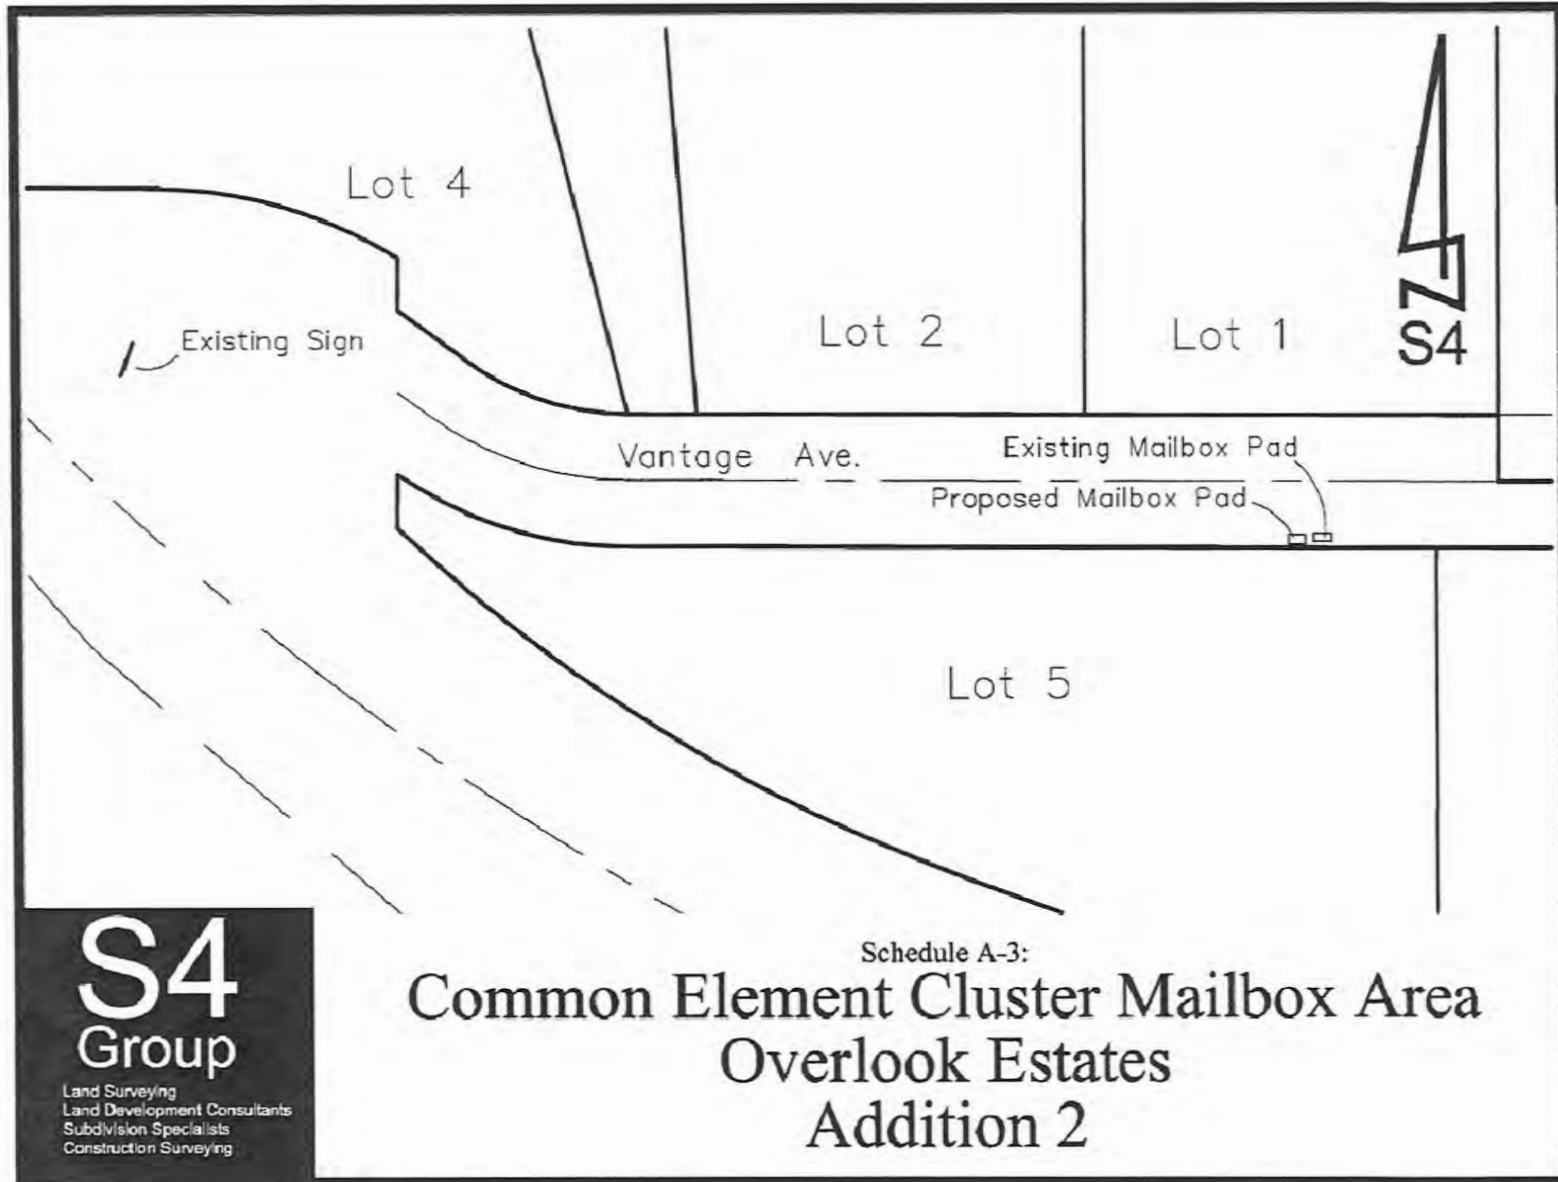 Lot 4
Existing Sign
Lot 2
Lot 1
N
S4
Vantage Ave.
Existing Mailbox Pad
Proposed Mailbox Pad
Lot 5
S4
Group
Land Surveying
Land Development Consultants
Subdivision Specialists
Construction Surveying
Schedule A-3:
Common Element Cluster Mailbox Area
Overlook Estates
Addition 2